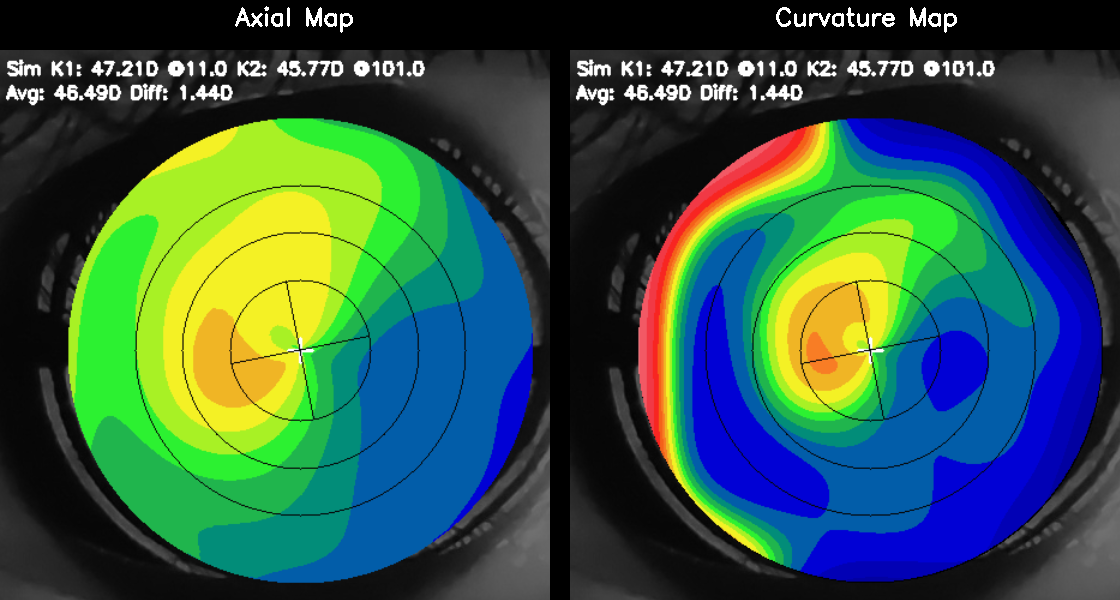 Axial Map
Curvature Map
Sim K1: 47.21D @11.0 K2: 45.77D @101.0
Avg: 46.49D Diff: 1.44D
Sim K1: 47.21D @11.0 K2: 45.77D @101.0
Avg: 46.49D Diff: 1.44D